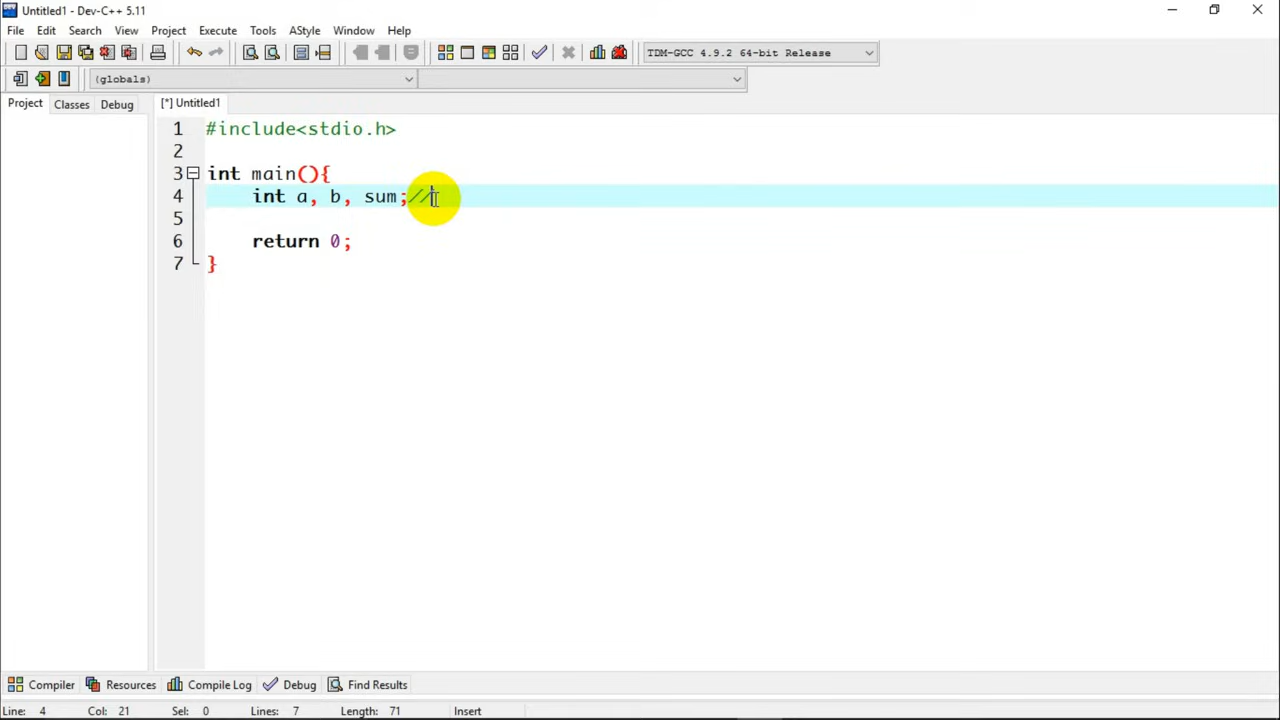 Untitled1 - Dev-C++ 5.11
File Edit Search View Project Execute Tools AStyle Window Help
TDM-GCC 4.9.2 64-bit Release
(globals)
Project Classes Debug [*] Untitled1
1 #include<stdio.h>
2
3 int main(){
4 int a, b, sum;//
5
6 return 0;
7 }
Compiler Resources Compile Log Debug Find Results
Line: 4 Col: 21 Sel: 0 Lines: 7 Length: 71 Insert